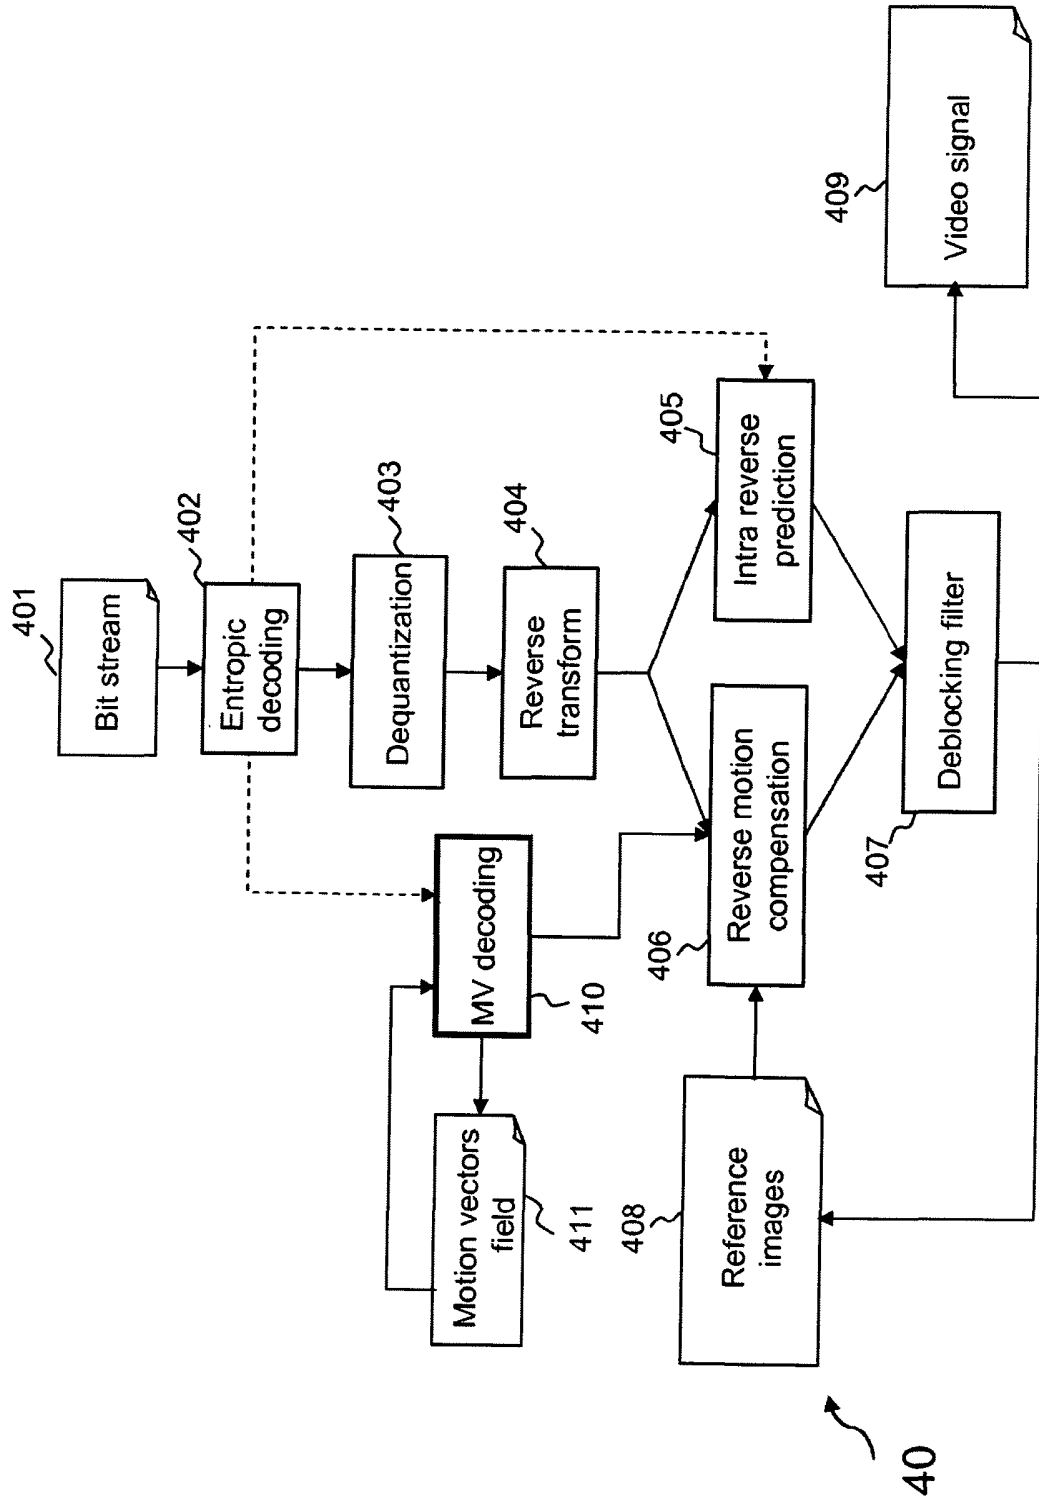 401
Bit stream
402
Entropic
decoding
403
Dequantization
404
Reverse
transform
405
Intra reverse
prediction
MV decoding
410
Motion vectors
field
411
406
Reverse motion
compensation
408
Reference
images
407
Deblocking filter
409
Video signal
40